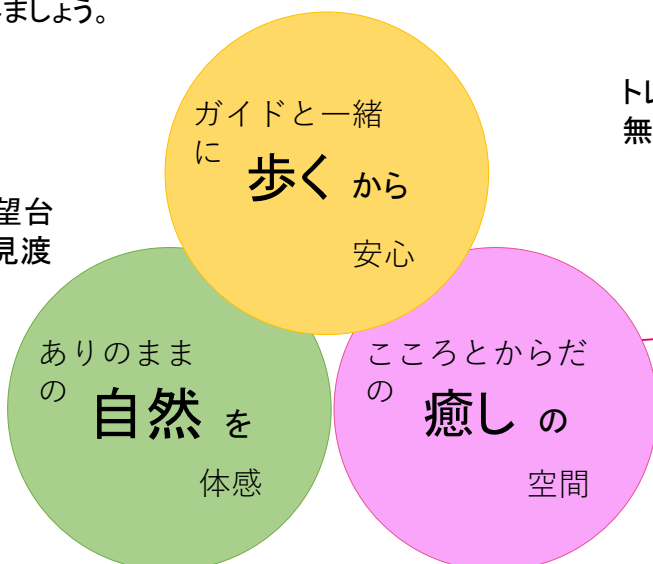 ましょう。
ガイドと一緒
に
歩く から
安心
トレ
無
望台
見渡
ありのまま
の
自然 を
体感
こころとからだ
の
癒し の
空間